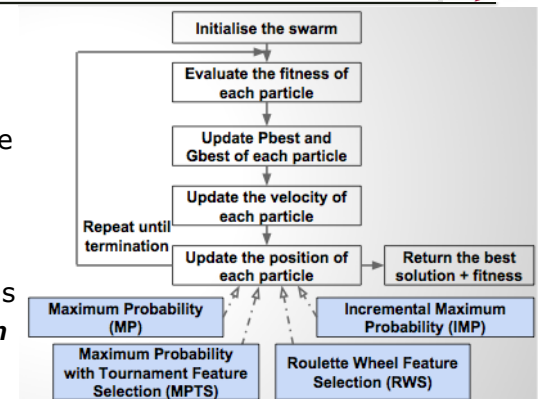 Initialise the swarm
Evaluate the fitness of
each particle
e
Update Pbest and
Gbest of each particle
Update the velocity of
each particle
Repeat until
termination
Update the position of
each particle
Return the best
solution + fitness
s
n
Maximum Probability
(MP)
Incremental Maximum
Probability (IMP)
Maximum Probability
with Tournament Feature
Selection (MPTS)
Roulette Wheel Feature
Selection (RWS)